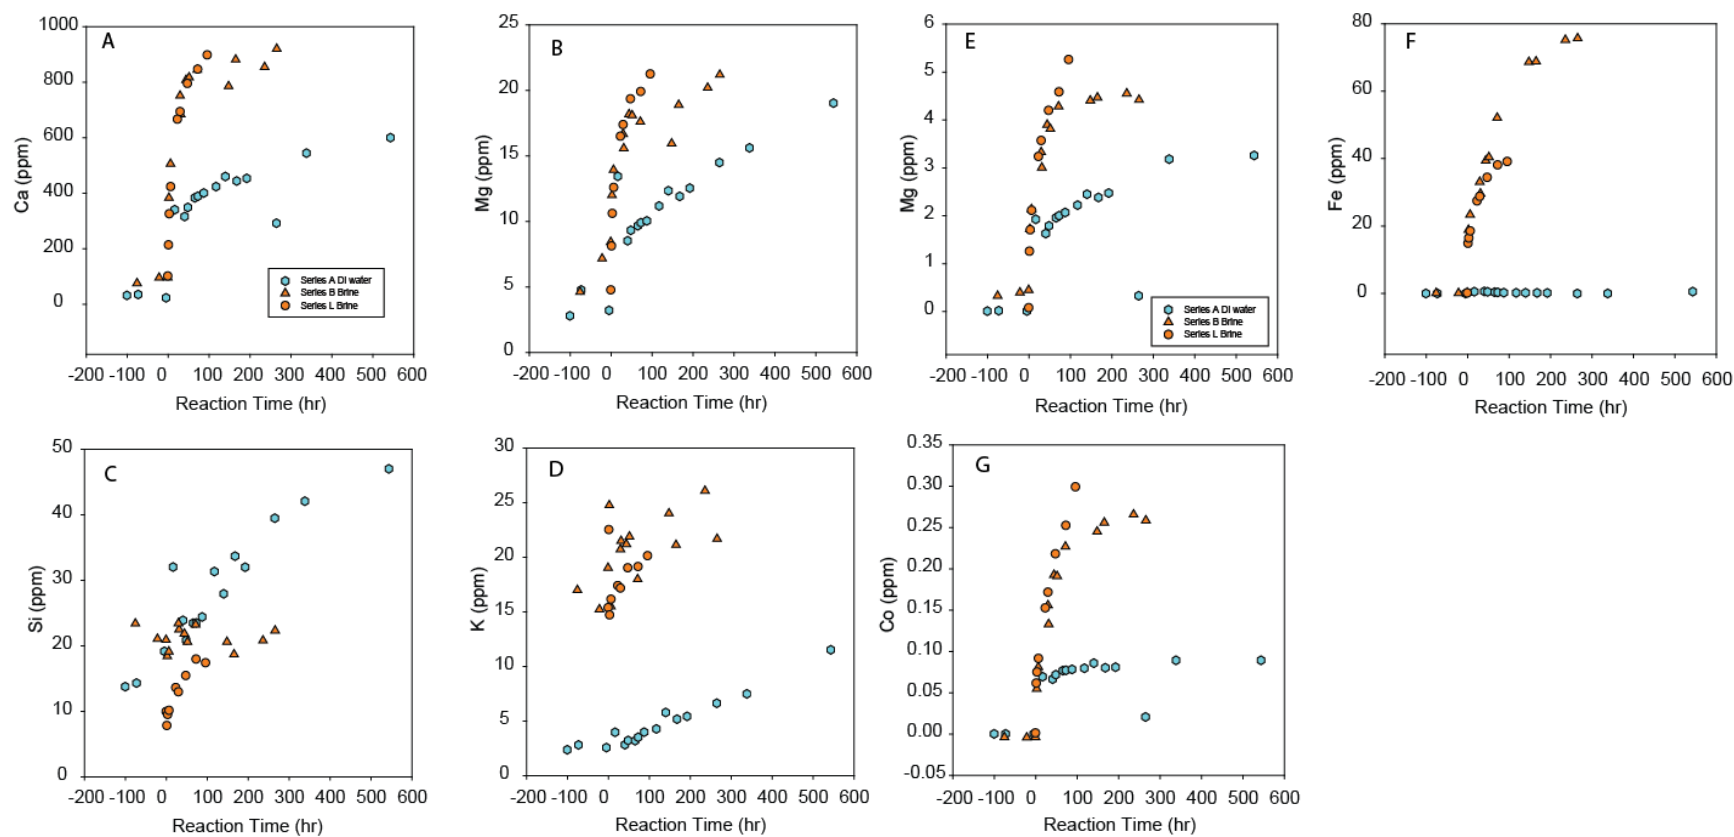 A
Ca (ppm)
1000
800
600
400
200
0
Series A DI water
Series B Brine
Series L Brine
-200 -100 0 100 200 300 400 500 600
Reaction Time (hr)
B
Mg (ppm)
25
20
15
10
5
0
-200 -100 0 100 200 300 400 500 600
Reaction Time (hr)
E
Mg (ppm)
6
5
4
3
2
1
0
Series A DI water
Series B Brine
Series L Brine
-200 -100 0 100 200 300 400 500 600
Reaction Time (hr)
F
Fe (ppm)
80
60
40
20
0
-200 -100 0 100 200 300 400 500 600
Reaction Time (hr)
C
Si (ppm)
50
40
30
20
10
0
-200 -100 0 100 200 300 400 500 600
Reaction Time (hr)
D
K (ppm)
30
25
20
15
10
5
0
-200 -100 0 100 200 300 400 500 600
Reaction Time (hr)
G
Co (ppm)
0.35
0.30
0.25
0.20
0.15
0.10
0.05
0.00
-0.05
-200 -100 0 100 200 300 400 500 600
Reaction Time (hr)